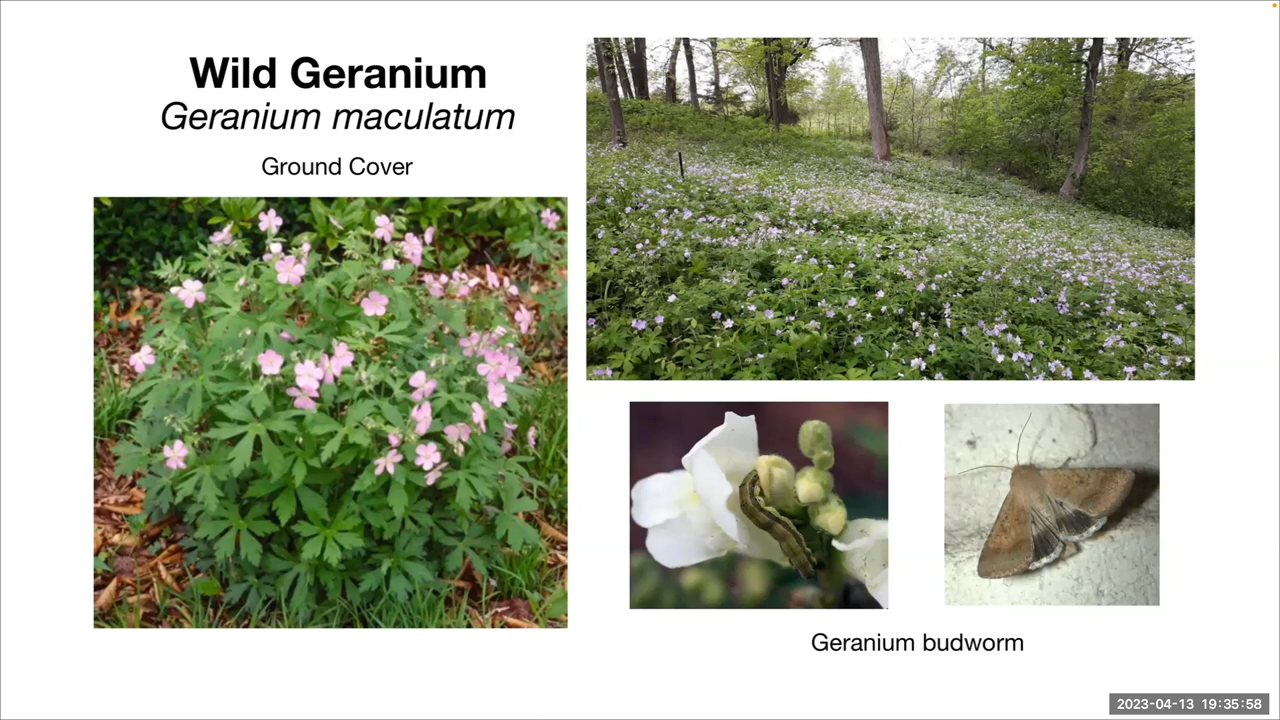 Wild Geranium
Geranium maculatum
Ground Cover
Geranium budworm
2023-04-13 19:35:58